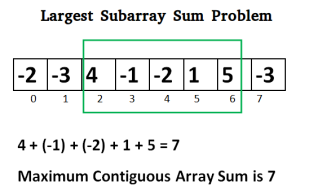 Largest Subarray Sum Problem
-2 -3 4 -1 -2 1 5 -3
0 1 2 3 4 5 6 7
4 + (-1) + (-2) + 1 + 5 = 7
Maximum Contiguous Array Sum is 7